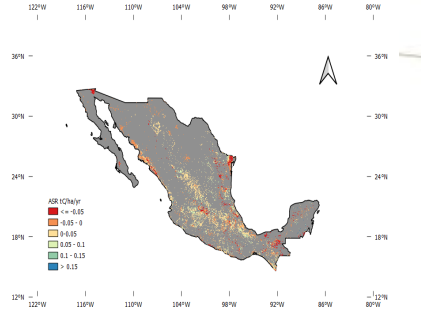 122°W 116°W 110°W 104°W 98°W 92°W 86°W 80°W
36°N 36°N
30°N 30°N
24°N 24°N
18°N 18°N
12°N 12°N
ASR tC/ha/yr
<= -0.05
-0.05 - 0
0-0.05
0.05 - 0.1
0.1 - 0.15
> 0.15
122°W 116°W 110°W 104°W 98°W 92°W 86°W 80°W